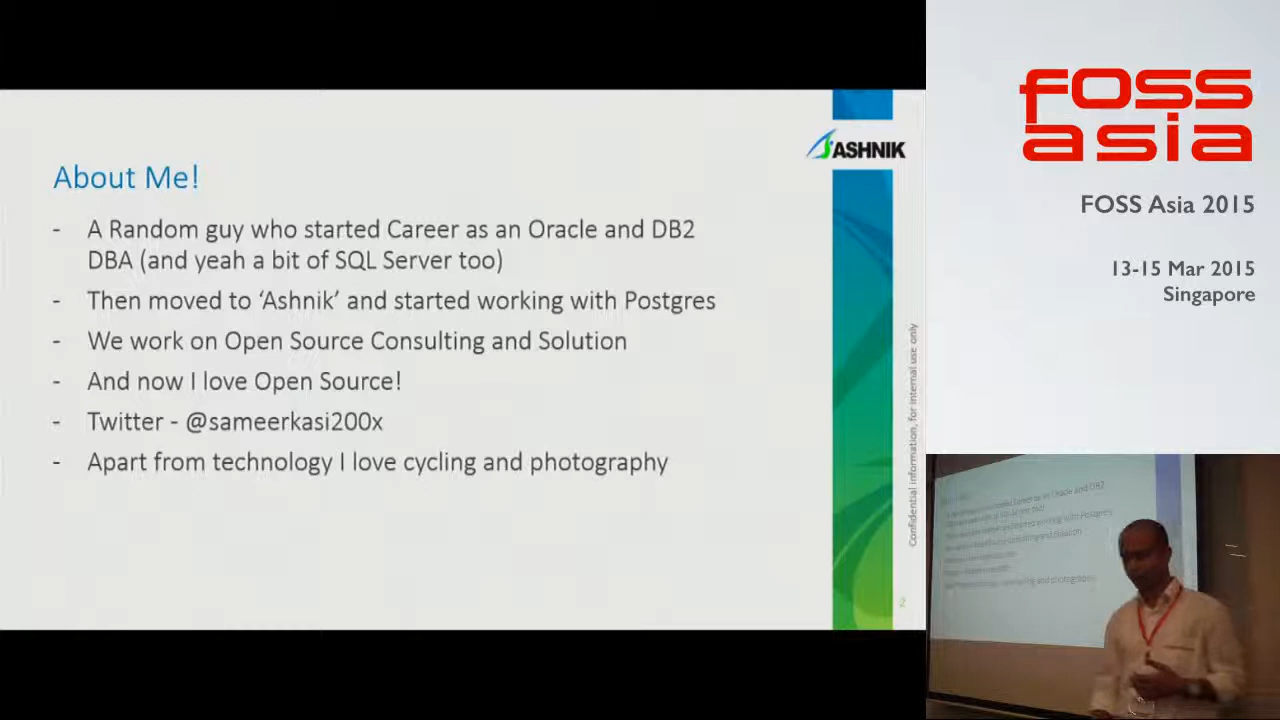 About Me!
- A Random guy who started Career as an Oracle and DB2
DBA (and yeah a bit of SQL Server too)
- Then moved to ‘Ashnik’ and started working with Postgres
- We work on Open Source Consulting and Solution
- And now I love Open Source!
- Twitter - @sameerkasi200x
- Apart from technology I love cycling and photography
ASHNIK
Confidential information, for internal use only
2
foss
asia
FOSS Asia 2015
13-15 Mar 2015
Singapore